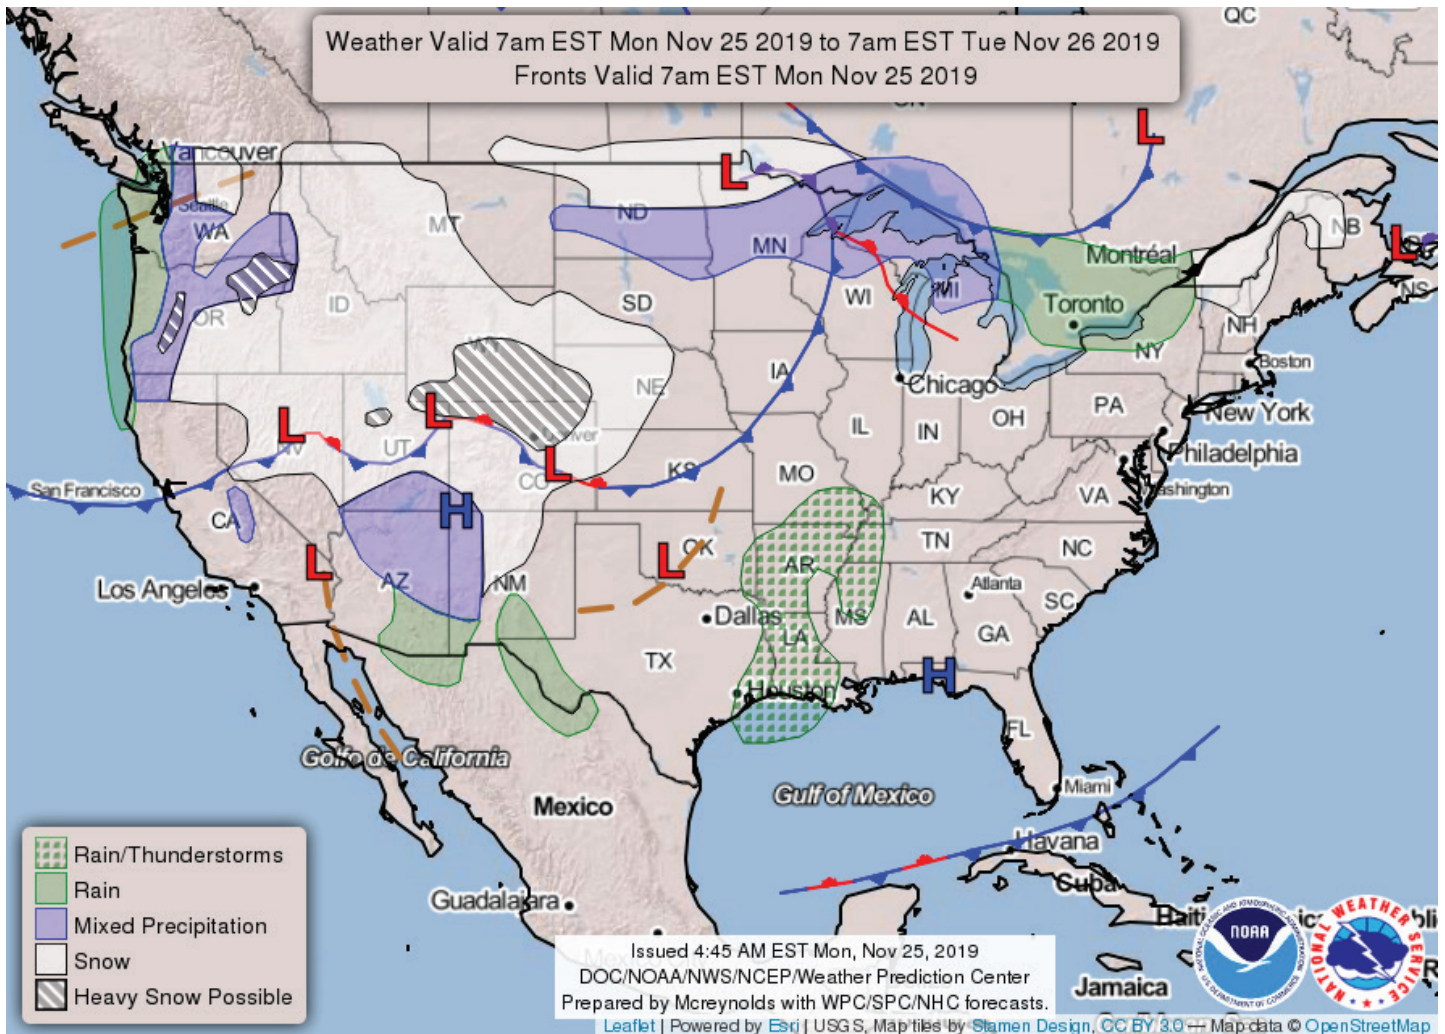 QC
Weather Valid 7am EST Mon Nov 25 2019 to 7am EST Tue Nov 26 2019
Fronts Valid 7am EST Mon Nov 25 2019
ON
L
Vancouver
L
Seattle
WA
MT
ND
MN
NB
L
Montréal
NS
OR
ID
SD
WI
MI
Toronto
NH
WY
NY
Boston
IA
NE
Chicago
PA
New York
L
L
NV
UT
Denver
IL
IN
OH
Philadelphia
L
CO
KS
MO
San Francisco
KY
VA
Washington
CA
H
TN
NC
L
L
OK
AR
Los Angeles
AZ
NM
Atlanta
SC
Dallas
MS
AL
GA
LA
TX
H
Houston
FL
Golfo de California
Miami
Gulf of Mexico
Mexico
Havana
Cuba
Rain/Thunderstorms
Rain
Mixed Precipitation
Snow
Heavy Snow Possible
Guadalajara
Haiti
NOAA
NATIONAL WEATHER SERVICE
Jamaica
Issued 4:45 AM EST Mon, Nov 25, 2019
DOC/NOAA/NWS/NCEP/Weather Prediction Center
Prepared by Mcreynolds with WPC/SPC/NHC forecasts.
Leaflet | Powered by Esri | USGS, Map tiles by Stamen Design, CC BY 3.0 — Map data © OpenStreetMap